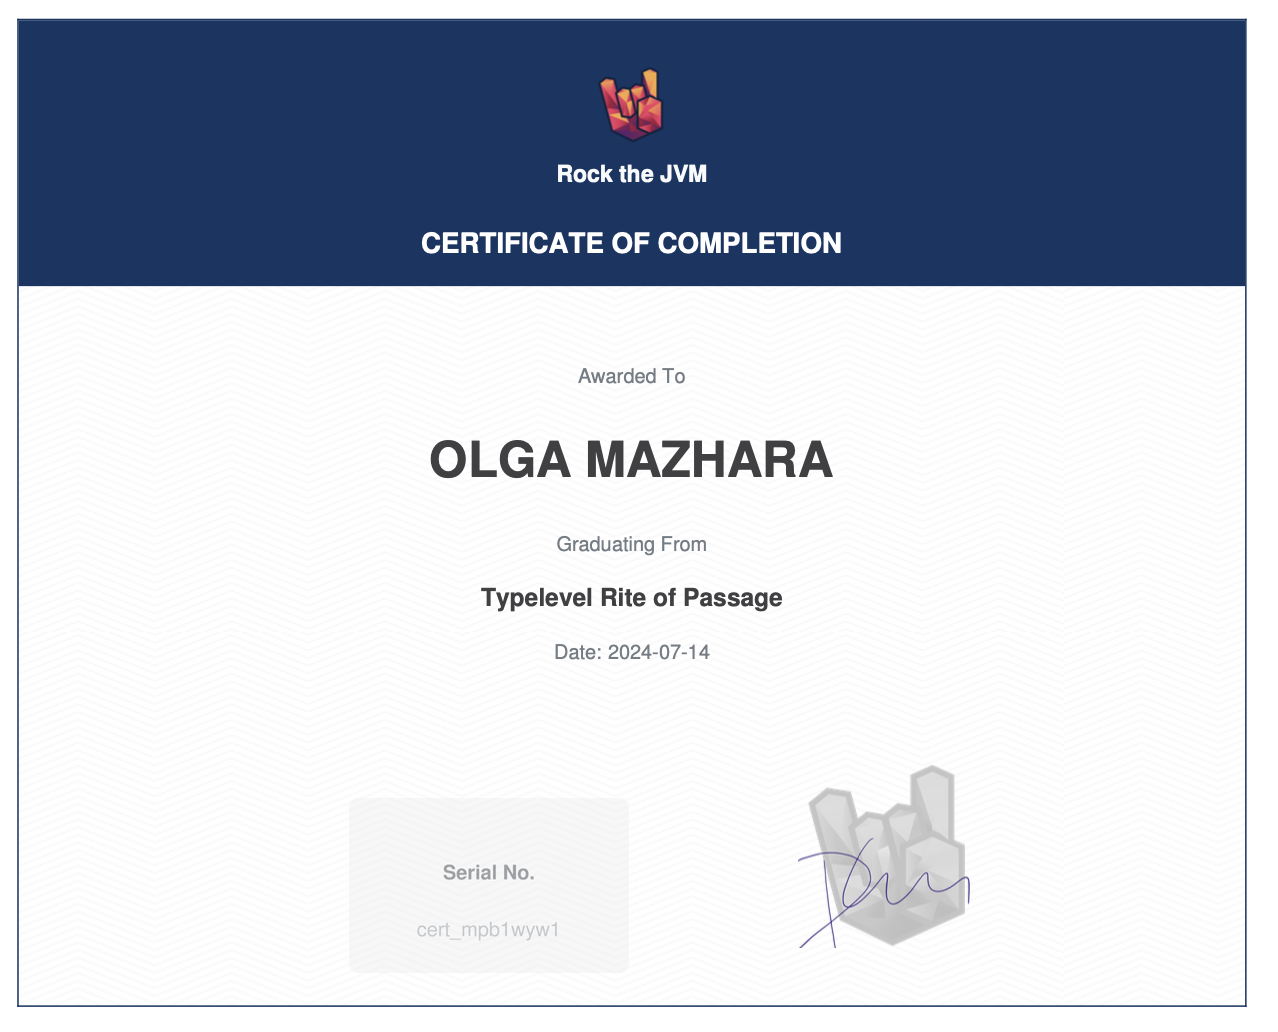 Rock the JVM
CERTIFICATE OF COMPLETION
Awarded To
OLGA MAZHARA
Graduating From
Typelevel Rite of Passage
Date: 2024-07-14
Serial No.
cert_mpb1wyw1